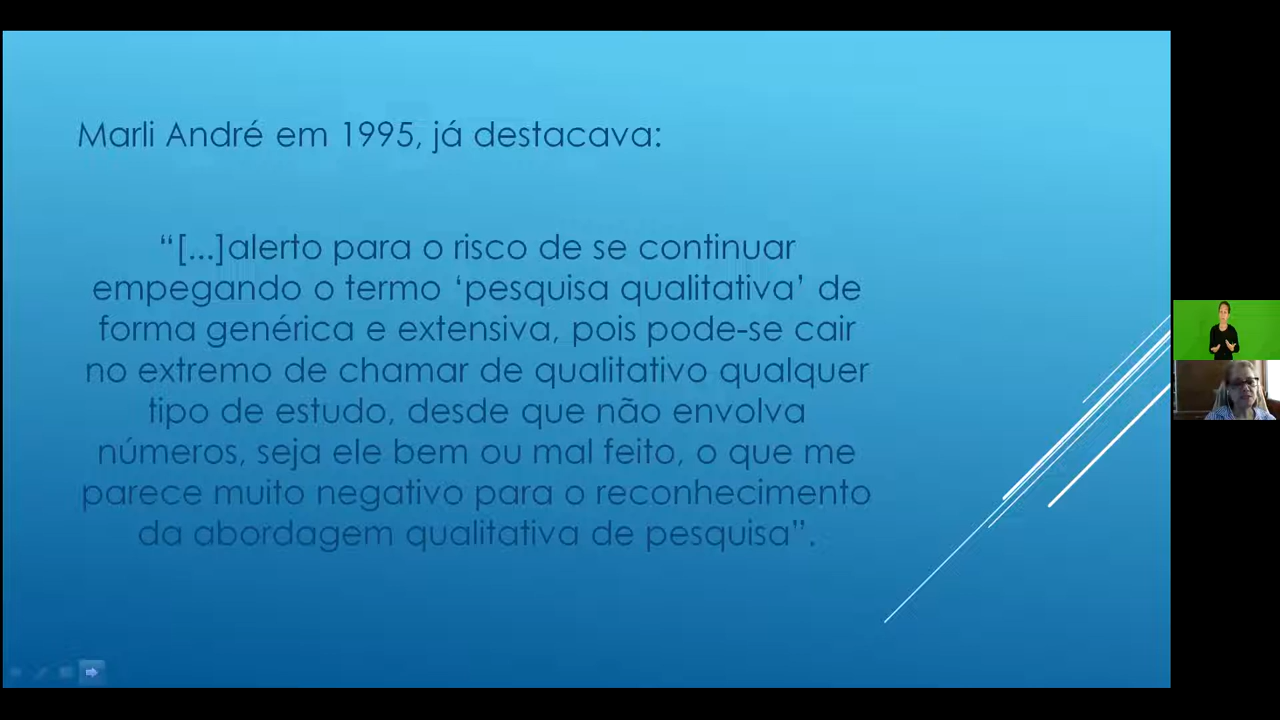 Marli André em 1995, já destacava:
“[...]alerto para o risco de se continuar
empegando o termo ‘pesquisa qualitativa’ de
forma genérica e extensiva, pois pode-se cair
no extremo de chamar de qualitativo qualquer
tipo de estudo, desde que não envolva
números, seja ele bem ou mal feito, o que me
parece muito negativo para o reconhecimento
da abordagem qualitativa de pesquisa”.